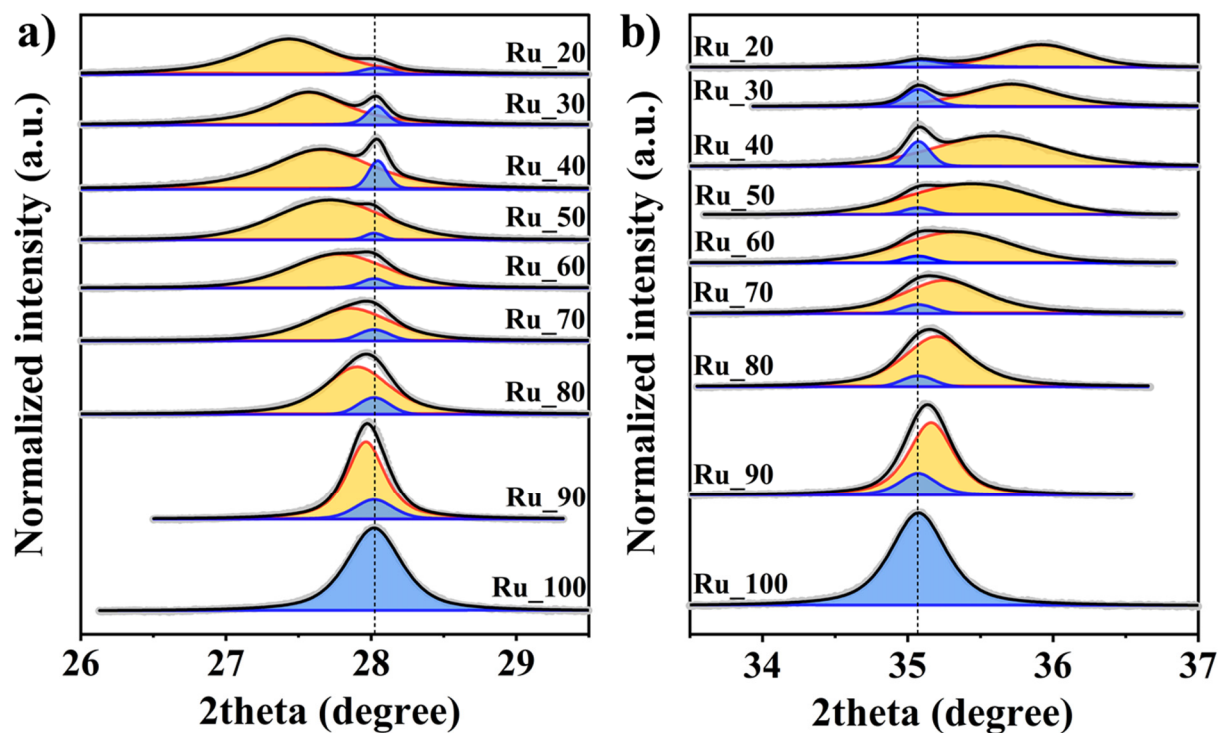 a)
Normalized intensity (a.u.)
Ru_20
Ru_30
Ru_40
Ru_50
Ru_60
Ru_70
Ru_80
Ru_90
Ru_100
26 27 28 29
2theta (degree)
b)
Normalized intensity (a.u.)
Ru_20
Ru_30
Ru_40
Ru_50
Ru_60
Ru_70
Ru_80
Ru_90
Ru_100
34 35 36 37
2theta (degree)